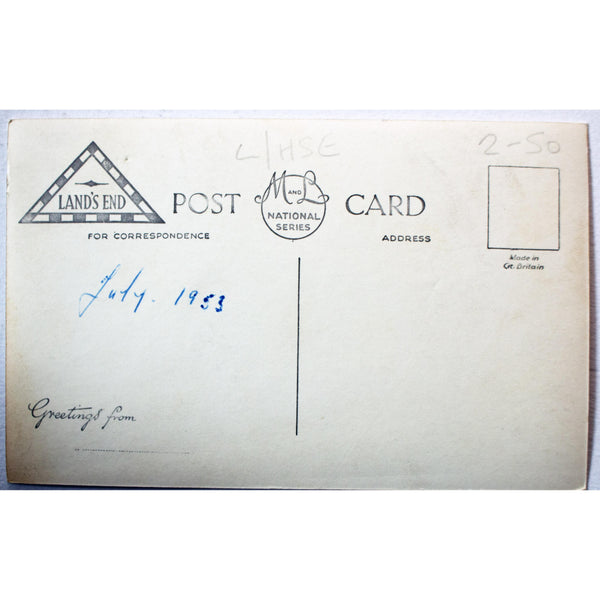 L/HSE 2-50
LAND'S END
POST M AND L NATIONAL SERIES CARD
FOR CORRESPONDENCE
ADDRESS
Made in
Gt. Britain
July. 1953
Greetings from